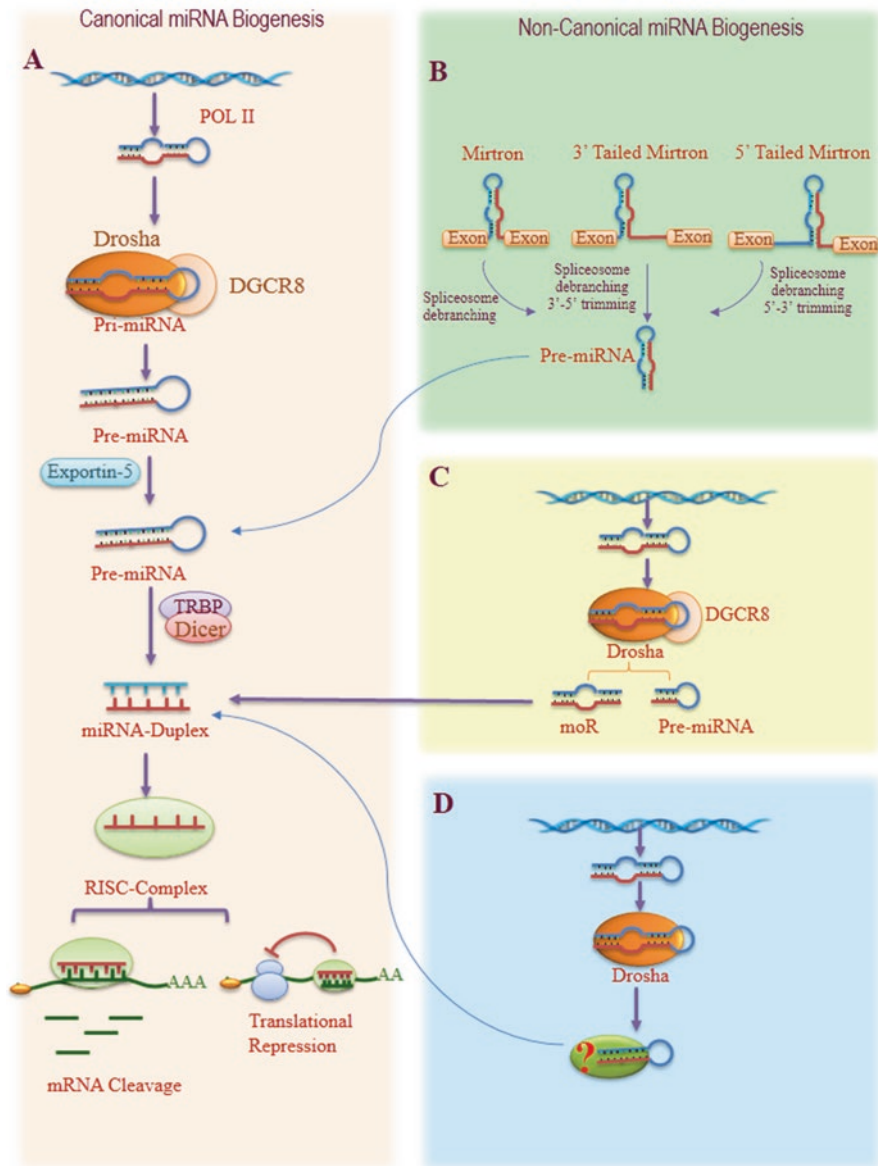 Canonical miRNA Biogenesis
A
POL II
Drosha
DGCR8
Pri-miRNA
Pre-miRNA
Exportin-5
Pre-miRNA
TRBP
Dicer
miRNA-Duplex
RISC-Complex
AAA
mRNA Cleavage
AA
Translational
Repression
Non-Canonical miRNA Biogenesis
B
Mirtron
3' Tailed Mirtron
5' Tailed Mirtron
Exon
Exon
Exon
Exon
Exon
Exon
Spliceosome
debranching
Spliceosome
debranching
3'-5' trimming
Spliceosome
debranching
5'-3' trimming
Pre-miRNA
C
DGCR8
Drosha
moR
Pre-miRNA
D
Drosha
?